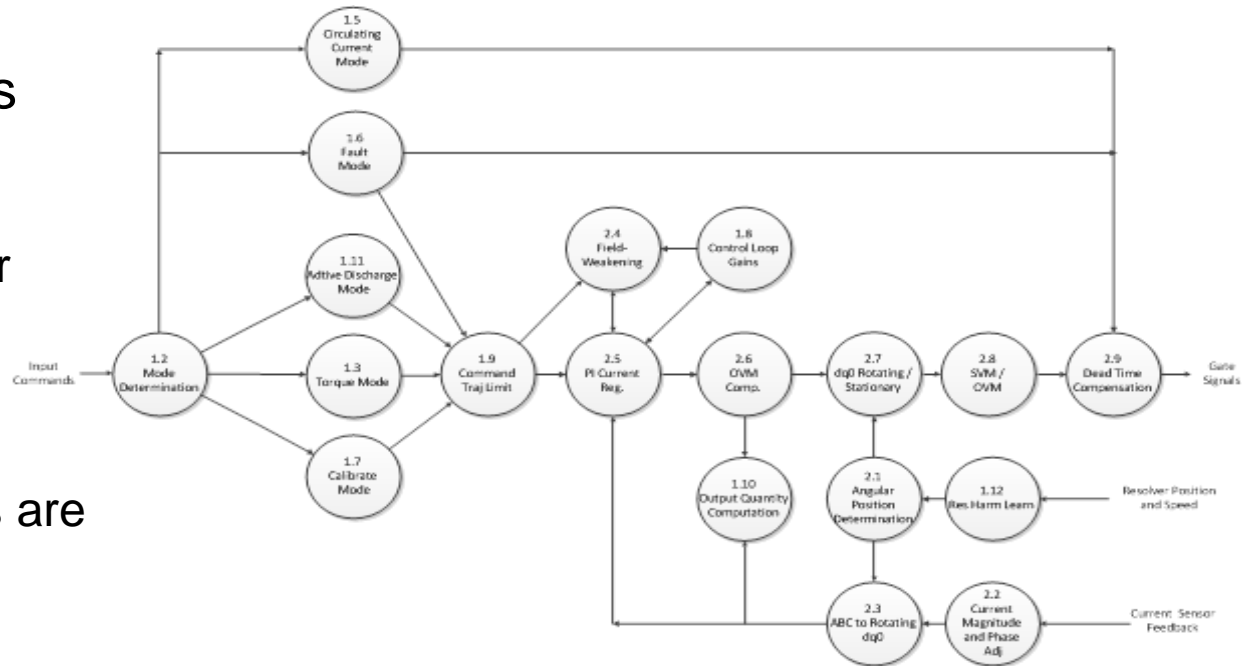 s
r
s are
1.5
Circulating
Current
Mode
1.6
Fault
Mode
1.11
Adtive Discharge
Mode
2.4
Field-
Weakening
1.8
Control Loop
Gains
Input
Commands
1.2
Mode
Determination
1.3
Torque Mode
1.9
Command
Traj Limit
2.5
PI Current
Reg.
2.6
OVM
Comp.
2.7
dq0 Rotating /
Stationary
2.8
SVM /
OVM
2.9
Dead Time
Compensation
Gate
Signals
1.7
Calibrate
Mode
1.10
Output Quantity
Computation
2.1
Angular
Position
Determination
1.12
Res.Harm Learn
Resolver Position
and Speed
2.3
ABC to Rotating
dq0
2.2
Current
Magnitude
and Phase
Adj
Current Sensor
Feedback